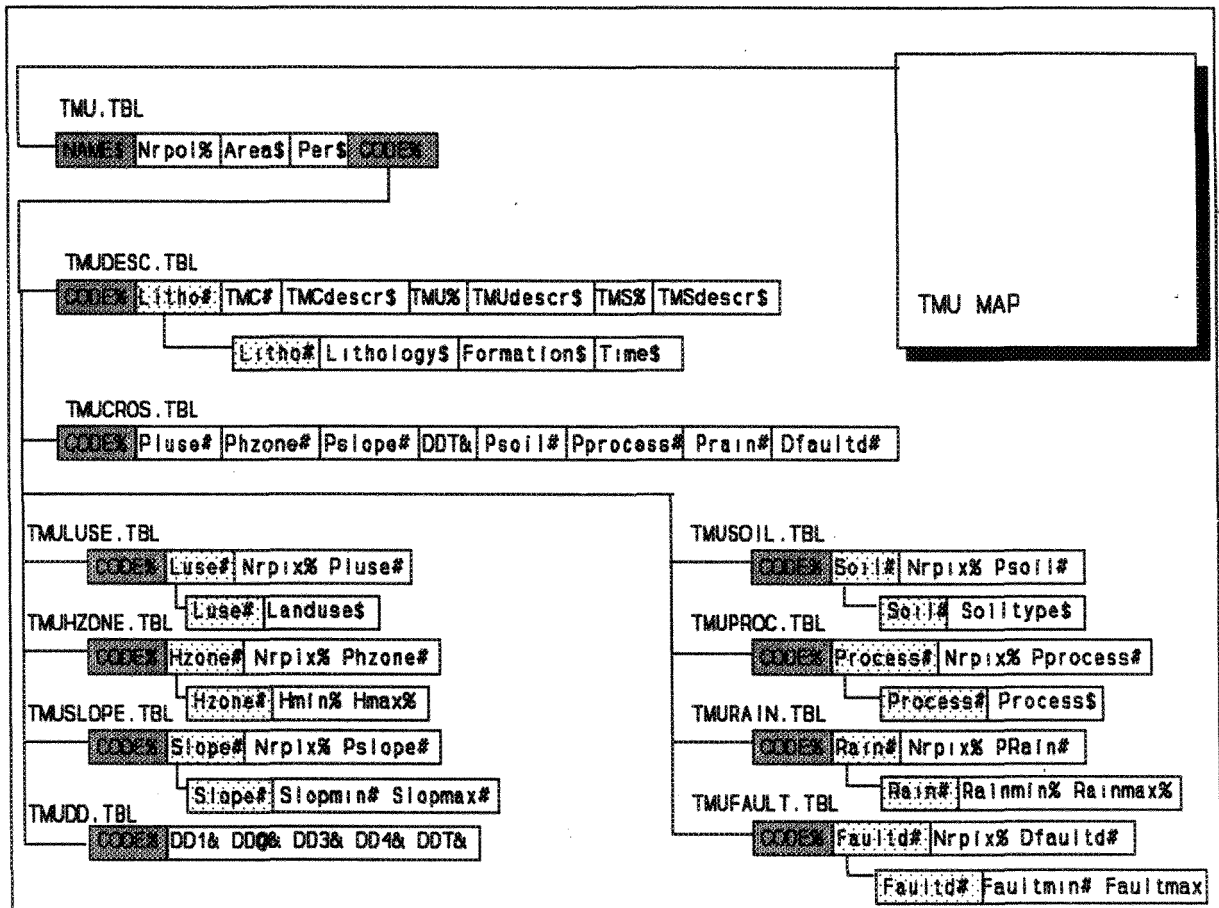 TMU.TBL
NAME$ Nrpol% Area$ Per$ CODE%
TMUDESC.TBL
CODE% Litho# TMC# TMCdescr$ TMU% TMUdescr$ TMS% TMSdescr$
TMU MAP
Litho# Lithology$ Formation$ Time$
TMUCROS.TBL
CODE% Pluse# Phzone# Pslope# DDT& Psoil# Pprocess# Prain# Dfaultd#
TMULUSE.TBL
CODE% Luse# Nrpix% Pluse#
Luse# Landuse$
TMUHZONE.TBL
CODE% Hzone# Nrpix% Phzone#
Hzone# Hmin% Hmax%
TMUSLOPE.TBL
CODE% Slope# Nrpix% Pslope#
Slope# Slopmin# Slopmax#
TMUDD.TBL
CODE% DD1& DD3& DD4& DDT&
TMUSOIL.TBL
CODE% Soil# Nrpix% Psoil#
Soil# Soiltype$
TMUPROC.TBL
CODE% Process# Nrpix% Pprocess#
Process# Process$
TMURAIN.TBL
CODE% Rain# Nrpix% PRain#
Rain# Rainmin% Rainmax%
TMUFAULT.TBL
CODE% Faultd# Nrpix% Dfaultd#
Faultd# Faultmin# Faultmax